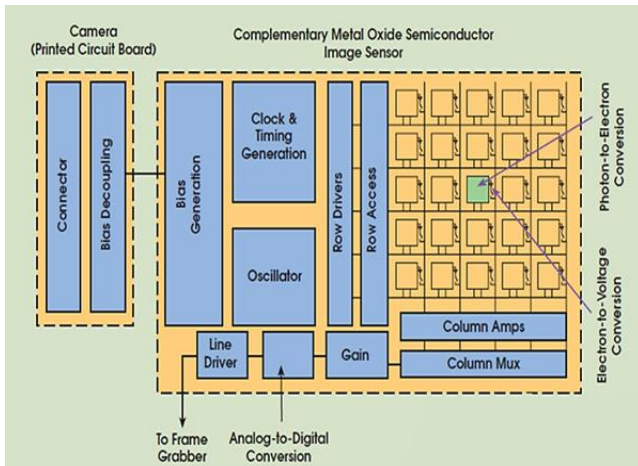 Camera
(Printed Circuit Board)
Complementary Metal Oxide Semiconductor
Image Sensor
Connector
Bias Decoupling
Bias
Generation
Clock &
Timing
Generation
Oscillator
Row Drivers
Row Access
Photon-to-Electron
Conversion
Electron-to-Voltage
Conversion
Line
Driver
Gain
Column Amps
Column Mux
To Frame
Grabber
Analog-to-Digital
Conversion